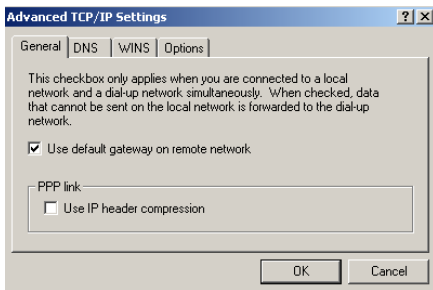 Advanced TCP/IP Settings
General DNS WINS Options
This checkbox only applies when you are connected to a local
network and a dial-up network simultaneously. When checked, data
that cannot be sent on the local network is forwarded to the dial-up
network.
Use default gateway on remote network
PPP link
Use IP header compression
OK Cancel